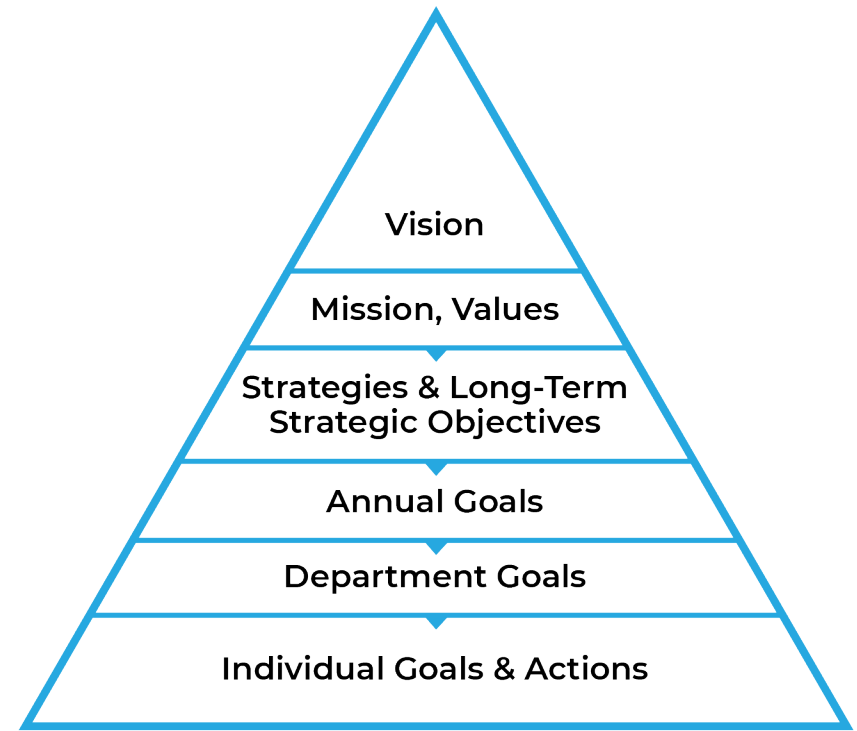 Vision
Mission, Values
Strategies & Long-Term
Strategic Objectives
Annual Goals
Department Goals
Individual Goals & Actions